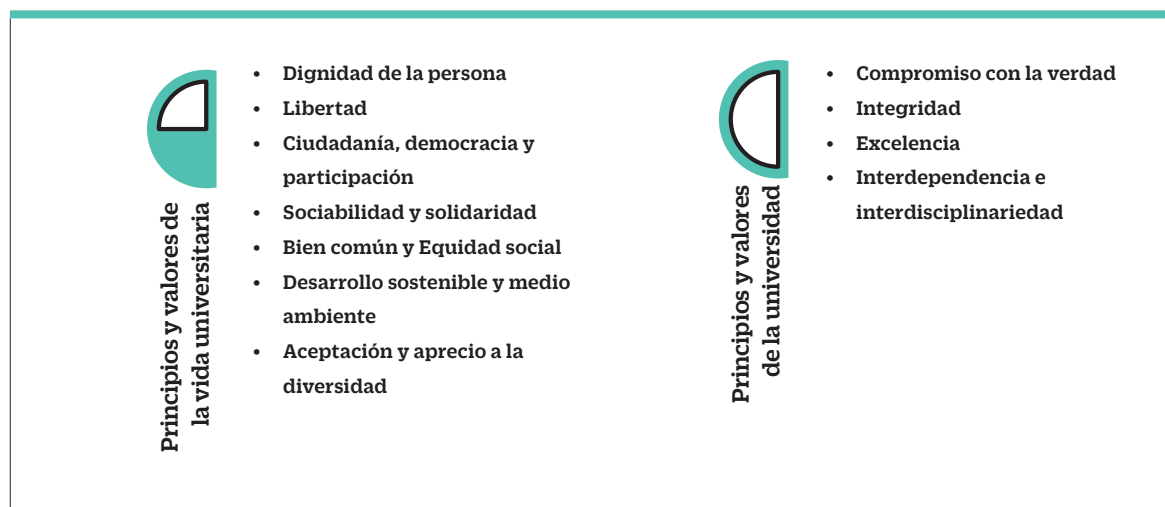 Principios y valores de
la vida universitaria
• Dignidad de la persona
• Libertad
• Ciudadanía, democracia y
participación
• Sociabilidad y solidaridad
• Bien común y Equidad social
• Desarrollo sostenible y medio
ambiente
• Aceptación y aprecio a la
diversidad
Principios y valores
de la universidad
• Compromiso con la verdad
• Integridad
• Excelencia
• Interdependencia e
interdisciplinariedad